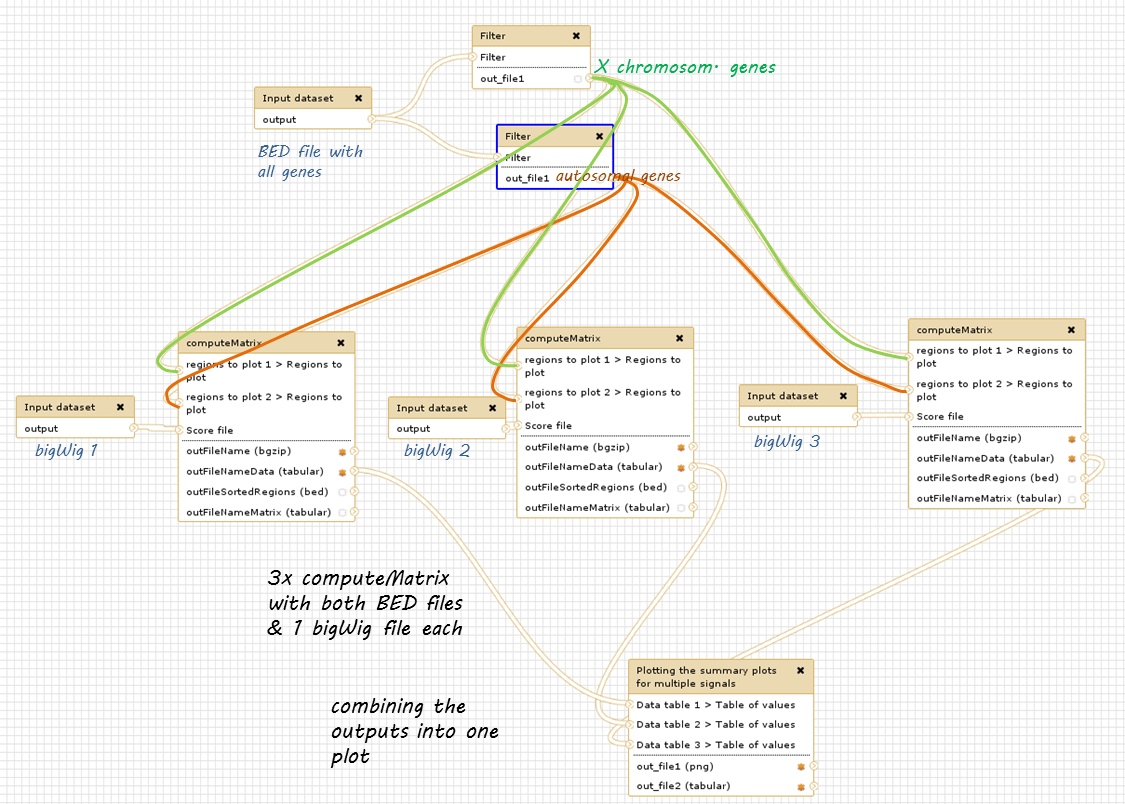 Filter ✖
Filter
out_file1
X chromosom. genes
Input dataset ✖
output
BED file with
all genes
Filter ✖
Filter
out_file1
autosomal genes
computeMatrix ✖
regions to plot 1 > Regions to
plot
regions to plot 2 > Regions to
plot
Score file
outFileName (bgzip)
outFileNameData (tabular)
outFileSortedRegions (bed)
outFileNameMatrix (tabular)
Input dataset ✖
output
bigWig 1
computeMatrix ✖
regions to plot 1 > Regions to
plot
regions to plot 2 > Regions to
plot
Score file
outFileName (bgzip)
outFileNameData (tabular)
outFileSortedRegions (bed)
outFileNameMatrix (tabular)
Input dataset ✖
output
bigWig 2
computeMatrix ✖
regions to plot 1 > Regions to
plot
regions to plot 2 > Regions to
plot
Score file
outFileName (bgzip)
outFileNameData (tabular)
outFileSortedRegions (bed)
outFileNameMatrix (tabular)
Input dataset ✖
output
bigWig 3
3x computeMatrix
with both BED files
& 1 bigWig file each
combining the
outputs into one
plot
Plotting the summary plots ✖
for multiple signals
Data table 1 > Table of values
Data table 2 > Table of values
Data table 3 > Table of values
out_file1 (png)
out_file2 (tabular)